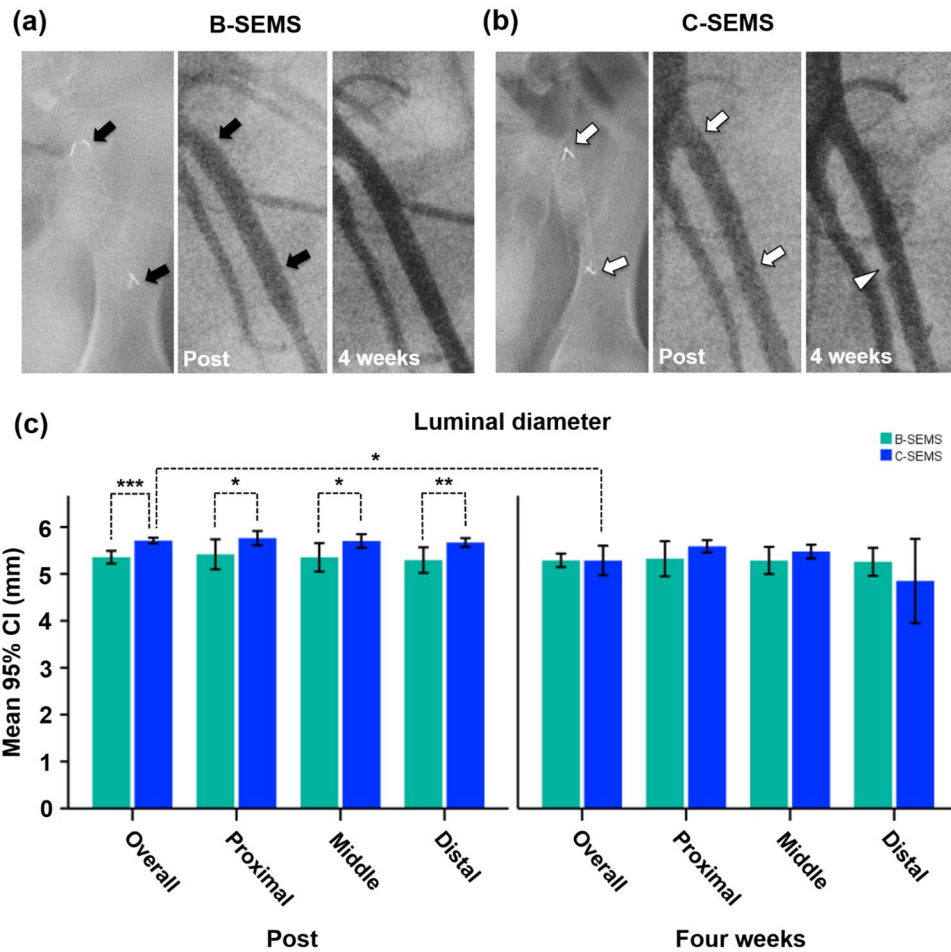 (a)
B-SEMS
(b)
C-SEMS
Post
4 weeks
Post
4 weeks
(c)
Luminal diameter
B-SEMS
C-SEMS
Mean 95% CI (mm)
6
5
4
3
2
1
0
***
*
*
**
*
Overall
Proximal
Middle
Distal
Overall
Proximal
Middle
Distal
Post
Four weeks